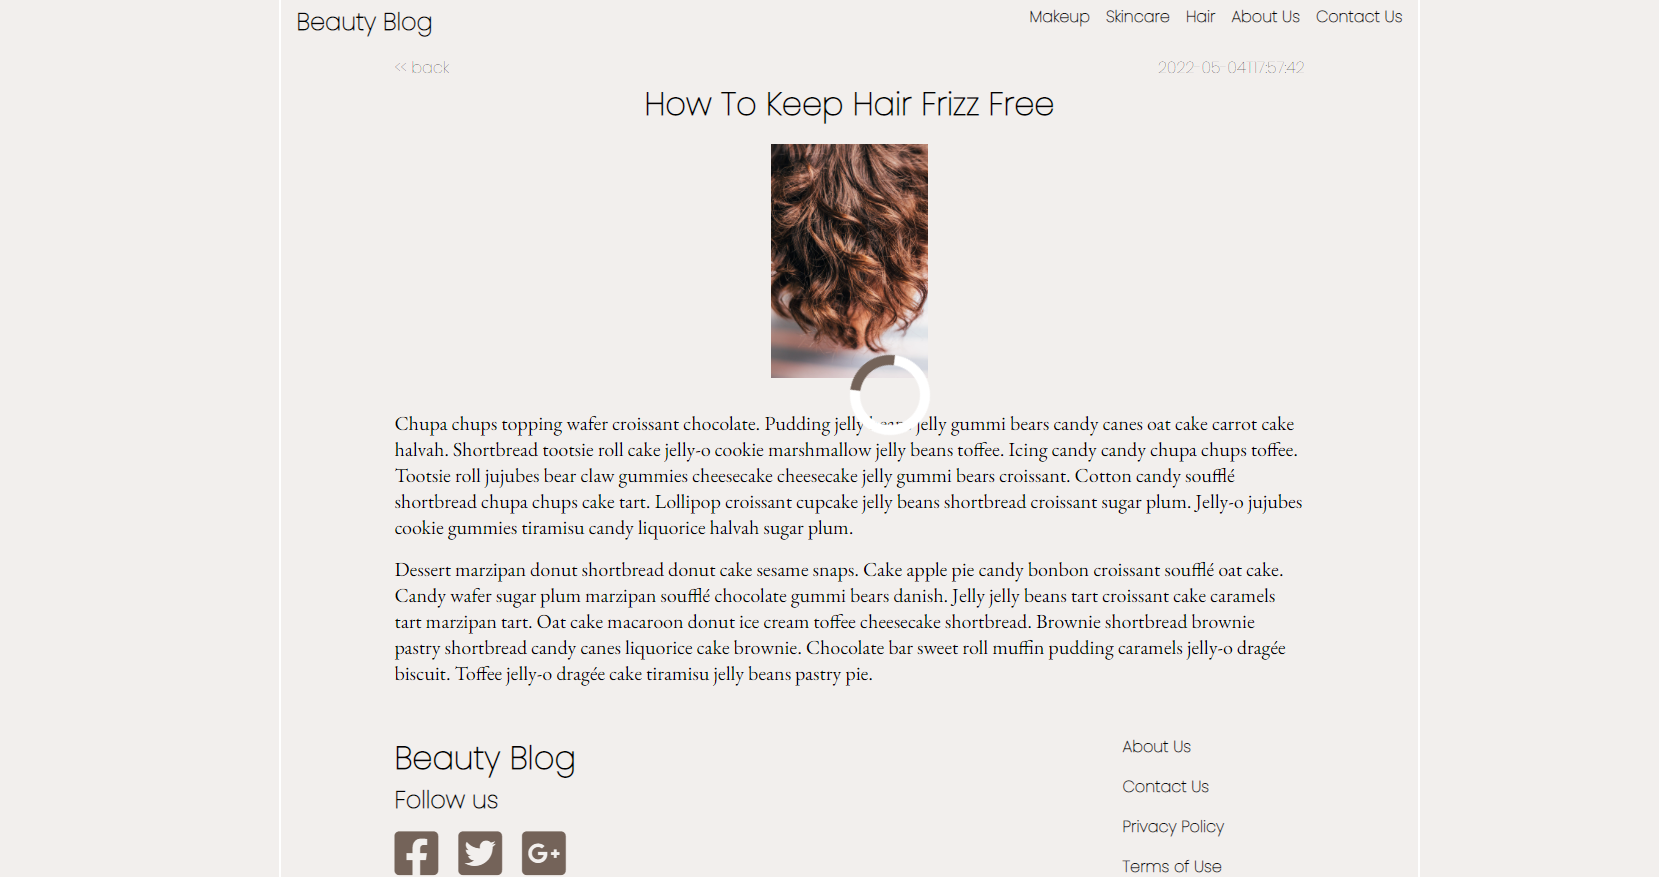 Beauty Blog
Makeup Skincare Hair About Us Contact Us
<< back
2022-05-04T17:57:42
How To Keep Hair Frizz Free
Chupa chups topping wafer croissant chocolate. Pudding jelly beans jelly gummi bears candy canes oat cake carrot cake
halvah. Shortbread tootsie roll cake jelly-o cookie marshmallow jelly beans toffee. Icing candy candy chupa chups toffee.
Tootsie roll jujubes bear claw gummies cheesecake cheesecake jelly gummi bears croissant. Cotton candy soufflé
shortbread chupa chups cake tart. Lollipop croissant cupcake jelly beans shortbread croissant sugar plum. Jelly-o jujubes
cookie gummies tiramisu candy liquorice halvah sugar plum.
Dessert marzipan donut shortbread donut cake sesame snaps. Cake apple pie candy bonbon croissant soufflé oat cake.
Candy wafer sugar plum marzipan soufflé chocolate gummi bears danish. Jelly jelly beans tart croissant cake caramels
tart marzipan tart. Oat cake macaroon donut ice cream toffee cheesecake shortbread. Brownie shortbread brownie
pastry shortbread candy canes liquorice cake brownie. Chocolate bar sweet roll muffin pudding caramels jelly-o dragée
biscuit. Toffee jelly-o dragée cake tiramisu jelly beans pastry pie.
Beauty Blog
Follow us
G+
About Us
Contact Us
Privacy Policy
Terms of Use